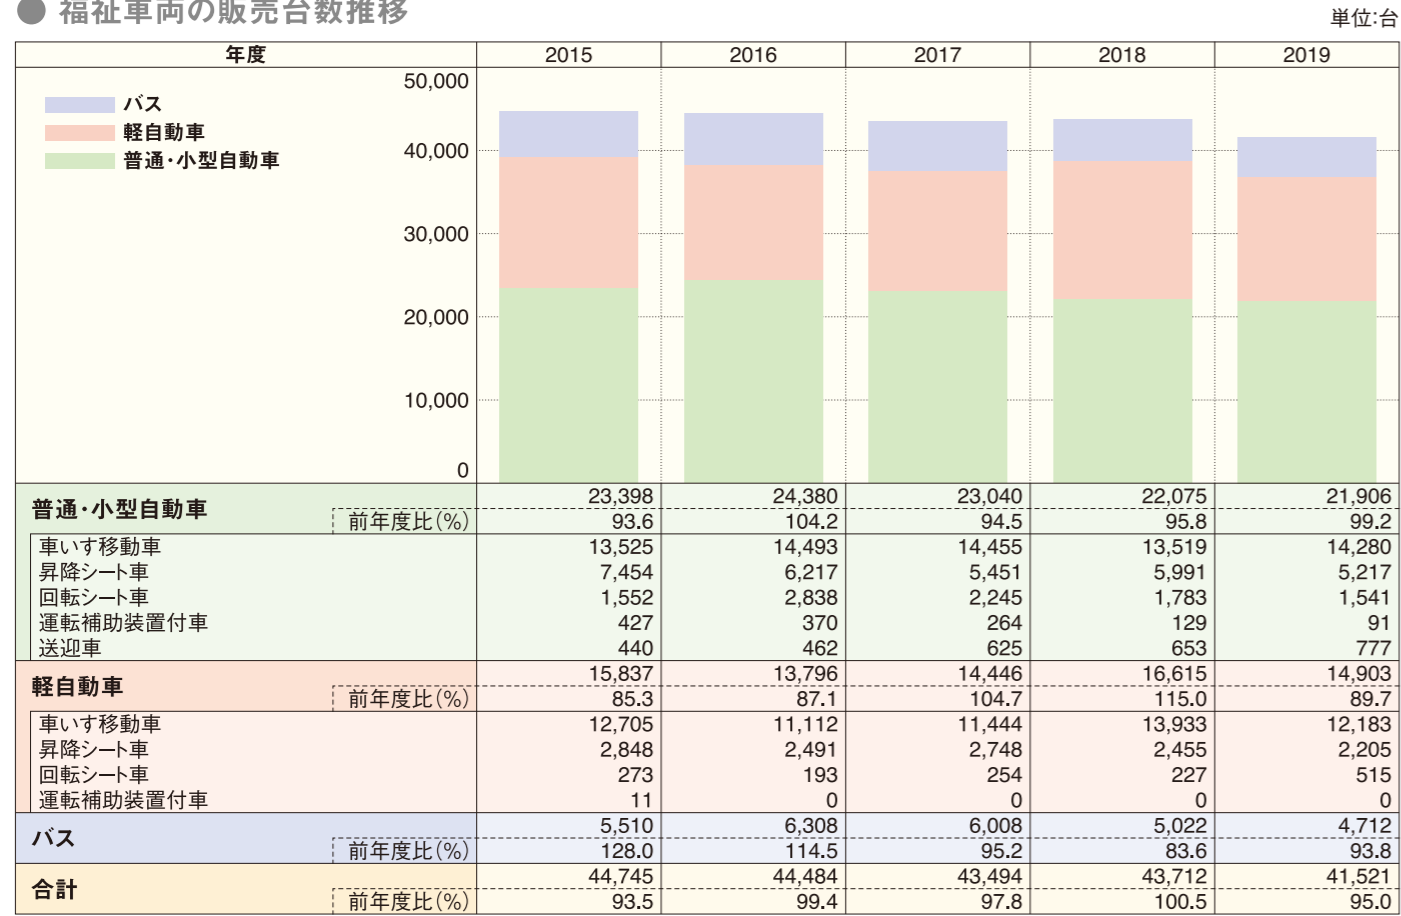 ● 福祉車両の販売台数推移
単位:台
年度 2015 2016 2017 2018 2019
50,000
バス
軽自動車
40,000
普通・小型自動車
30,000
20,000
10,000
0
普通・小型自動車 23,398 24,380 23,040 22,075 21,906
前年度比(%) 93.6 104.2 94.5 95.8 99.2
車いす移動車 13,525 14,493 14,455 13,519 14,280
昇降シート車 7,454 6,217 5,451 5,991 5,217
回転シート車 1,552 2,838 2,245 1,783 1,541
運転補助装置付車 427 370 264 129 91
送迎車 440 462 625 653 777
軽自動車 15,837 13,796 14,446 16,615 14,903
前年度比(%) 85.3 87.1 104.7 115.0 89.7
車いす移動車 12,705 11,112 11,444 13,933 12,183
昇降シート車 2,848 2,491 2,748 2,455 2,205
回転シート車 273 193 254 227 515
運転補助装置付車 11 0 0 0 0
バス 5,510 6,308 6,008 5,022 4,712
前年度比(%) 128.0 114.5 95.2 83.6 93.8
合計 44,745 44,484 43,494 43,712 41,521
前年度比(%) 93.5 99.4 97.8 100.5 95.0